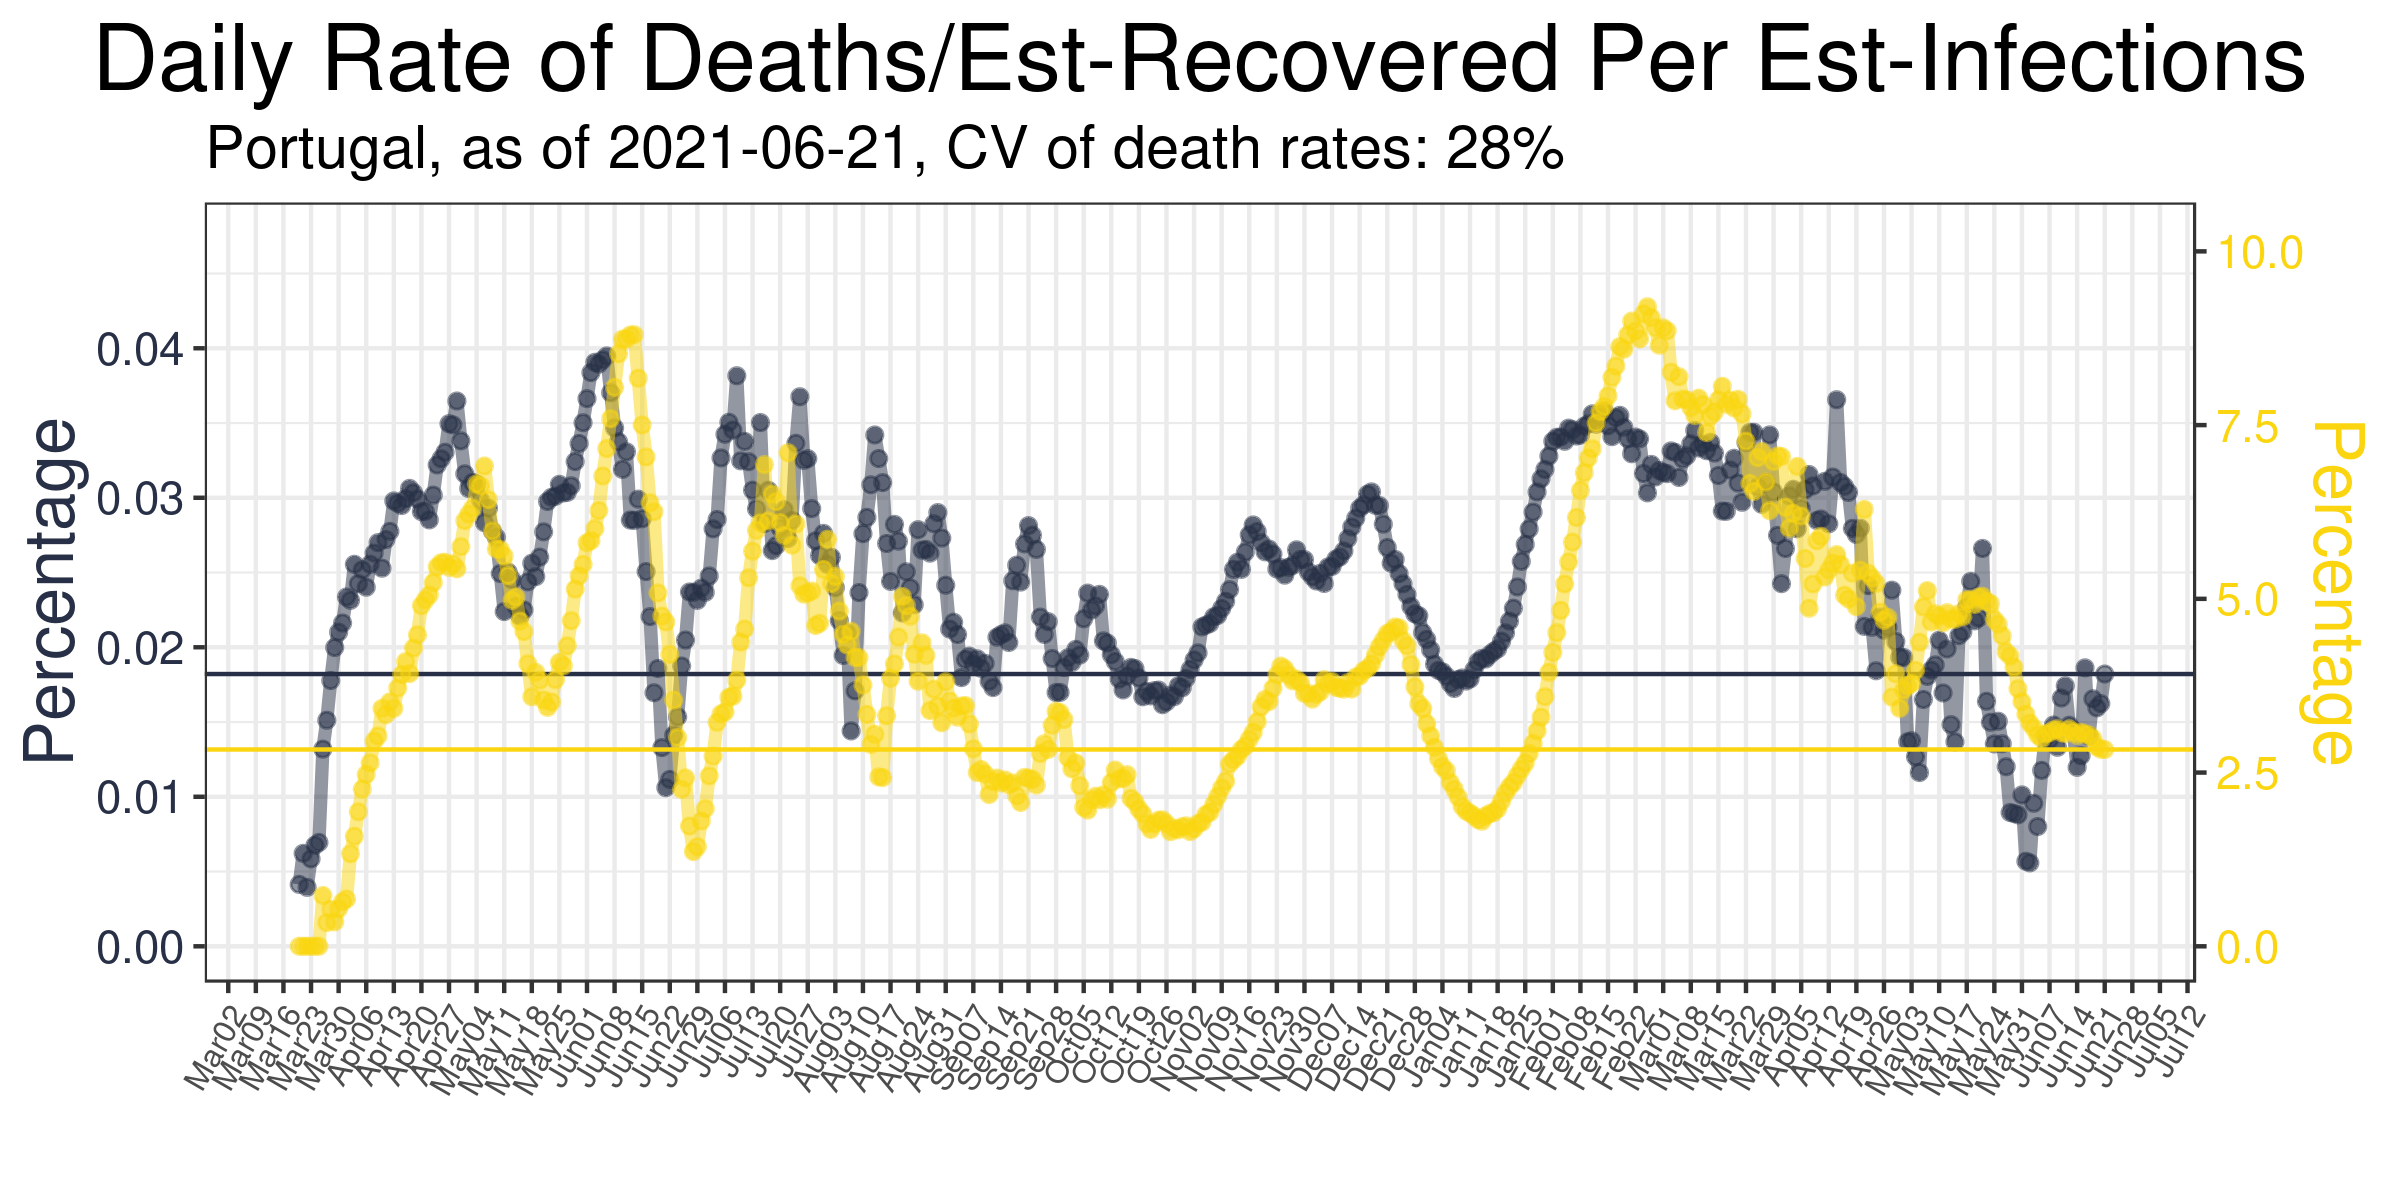 Daily Rate of Deaths/Est-Recovered Per Est-Infections
Portugal, as of 2021-06-21, CV of death rates: 28%
Percentage
0.04
0.03
0.02
0.01
0.00
10.0
7.5
5.0
2.5
0.0
Percentage
Mar02
Mar09
Mar16
Mar23
Mar30
Apr06
Apr13
Apr20
Apr27
May04
May11
May18
May25
Jun01
Jun08
Jun15
Jun22
Jun29
Jul06
Jul13
Jul20
Jul27
Aug03
Aug10
Aug17
Aug24
Aug31
Sep07
Sep14
Sep21
Sep28
Oct05
Oct12
Oct19
Oct26
Nov02
Nov09
Nov16
Nov23
Nov30
Dec07
Dec14
Dec21
Dec28
Jan04
Jan11
Jan18
Jan25
Feb01
Feb08
Feb15
Feb22
Mar01
Mar08
Mar15
Mar22
Mar29
Apr05
Apr12
Apr19
Apr26
May03
May10
May17
May24
May31
Jun07
Jun14
Jun21
Jun28
Jul05
Jul12